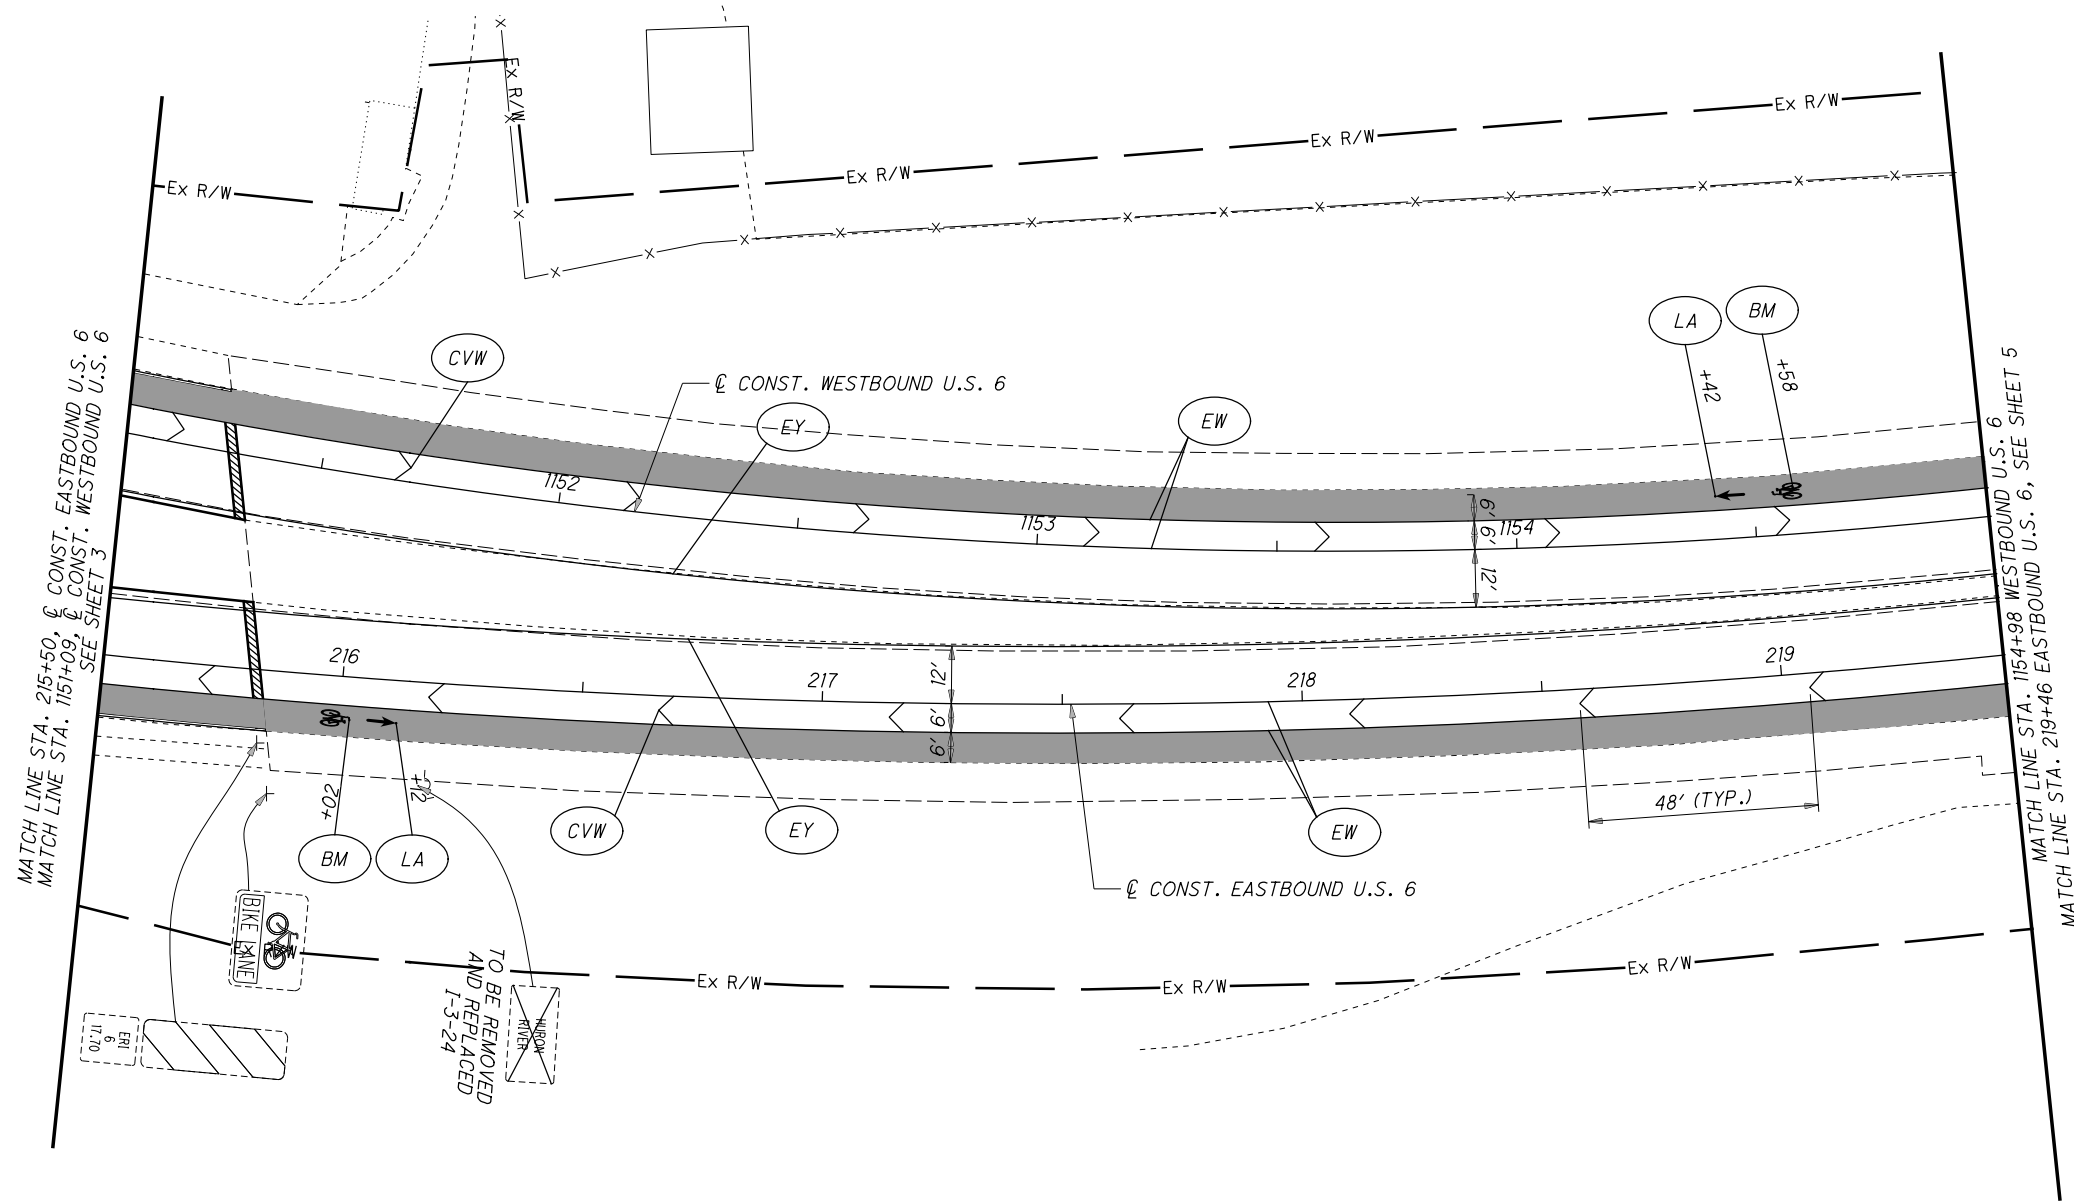 Ex R/W
Ex R/W
Ex R/W
Ex R/W
Ex R/W
MATCH LINE STA. 215+50, ℄ CONST. EASTBOUND U.S. 6
MATCH LINE STA. 1151+09, ℄ CONST. WESTBOUND U.S. 6
SEE SHEET 3
CVW
℄ CONST. WESTBOUND U.S. 6
EY
EW
LA
BM
+42
+58
1152
1153
1154
6'
6'
12'
MATCH LINE STA. 1154+98 WESTBOUND U.S. 6
MATCH LINE STA. 219+46 EASTBOUND U.S. 6, SEE SHEET 5
216
217
218
219
12'
6'
6'
+02
+12
BM
LA
CVW
EY
EW
48' (TYP.)
℄ CONST. EASTBOUND U.S. 6
BIKE LANE
Ex R/W
Ex R/W
Ex R/W
Ex R/W
TO BE REMOVED
AND REPLACED
I-3-24
HURON
RIVER
ERI
6
17.70